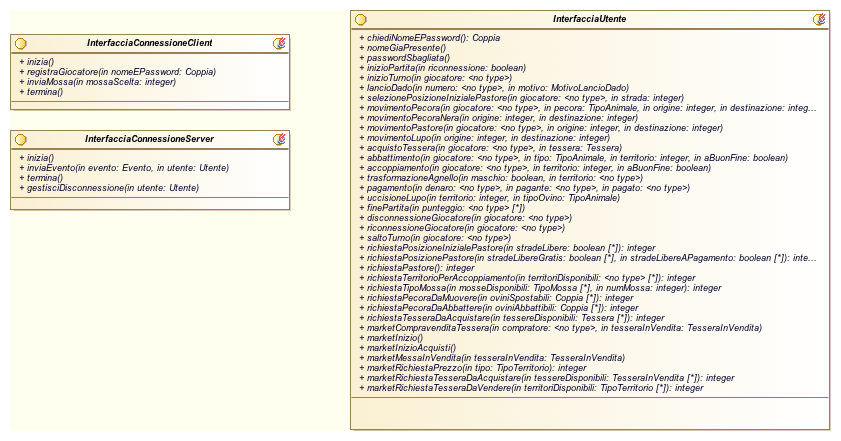 InterfacciaConnessioneClient
+ inizia()
+ registraGiocatore(in nomeEPassword: Coppia)
+ inviaMossa(in mossaScelta: integer)
+ termina()
InterfacciaConnessioneServer
+ inizia()
+ inviaEvento(in evento: Evento, in utente: Utente)
+ termina()
+ gestisciDisconnessione(in utente: Utente)
InterfacciaUtente
+ chiediNomeEPassword(): Coppia
+ nomeGiaPresente()
+ passwordSbagliata()
+ inizioPartita(in riconnessione: boolean)
+ inizioTurno(in giocatore: <no type>)
+ lancioDado(in numero: <no type>, in motivo: MotivoLancioDado)
+ selezionePosizioneInizialePastore(in giocatore: <no type>, in strada: integer)
+ movimentoPecora(in giocatore: <no type>, in pecora: TipoAnimale, in origine: integer, in destinazione: integ...
+ movimentoPecoraNera(in origine: integer, in destinazione: integer)
+ movimentoPastore(in giocatore: <no type>, in origine: integer, in destinazione: integer)
+ movimentoLupo(in origine: integer, in destinazione: integer)
+ acquistoTessera(in giocatore: <no type>, in tessera: Tessera)
+ abbattimento(in giocatore: <no type>, in tipo: TipoAnimale, in territorio: integer, in aBuonFine: boolean)
+ accoppiamento(in giocatore: <no type>, in territorio: integer, in aBuonFine: boolean)
+ trasformazioneAgnello(in maschio: boolean, in territorio: <no type>)
+ pagamento(in denaro: <no type>, in pagante: <no type>, in pagato: <no type>)
+ uccisioneLupo(in territorio: integer, in tipoOvino: TipoAnimale)
+ finePartita(in punteggio: <no type> [*])
+ disconnessioneGiocatore(in giocatore: <no type>)
+ riconnessioneGiocatore(in giocatore: <no type>)
+ saltoTurno(in giocatore: <no type>)
+ richiestaPosizioneInizialePastore(in stradeLibere: boolean [*]): integer
+ richiestaPosizionePastore(in stradeLibereGratis: boolean [*], in stradeLibereAPagamento: boolean [*]): inte...
+ richiestaPastore(): integer
+ richiestaTerritorioPerAccoppiamento(in territoriDisponibili: <no type> [*]): integer
+ richiestaTipoMossa(in mosseDisponibili: TipoMossa [*], in numMossa: integer): integer
+ richiestaPecoraDaMuovere(in oviniSpostabili: Coppia [*]): integer
+ richiestaPecoraDaAbbattere(in oviniAbbattibili: Coppia [*]): integer
+ richiestaTesseraDaAcquistare(in tessereDisponibili: Tessera [*]): integer
+ marketCompravenditaTessera(in compratore: <no type>, in tesseraInVendita: TesseraInVendita)
+ marketInizio()
+ marketInizioAcquisti()
+ marketMessaInVendita(in tesseraInVendita: TesseraInVendita)
+ marketRichiestaPrezzo(in tipo: TipoTerritorio): integer
+ marketRichiestaTesseraDaAcquistare(in tessereDisponibili: TesseraInVendita [*]): integer
+ marketRichiestaTesseraDaVendere(in territoriDisponibili: TipoTerritorio [*]): integer